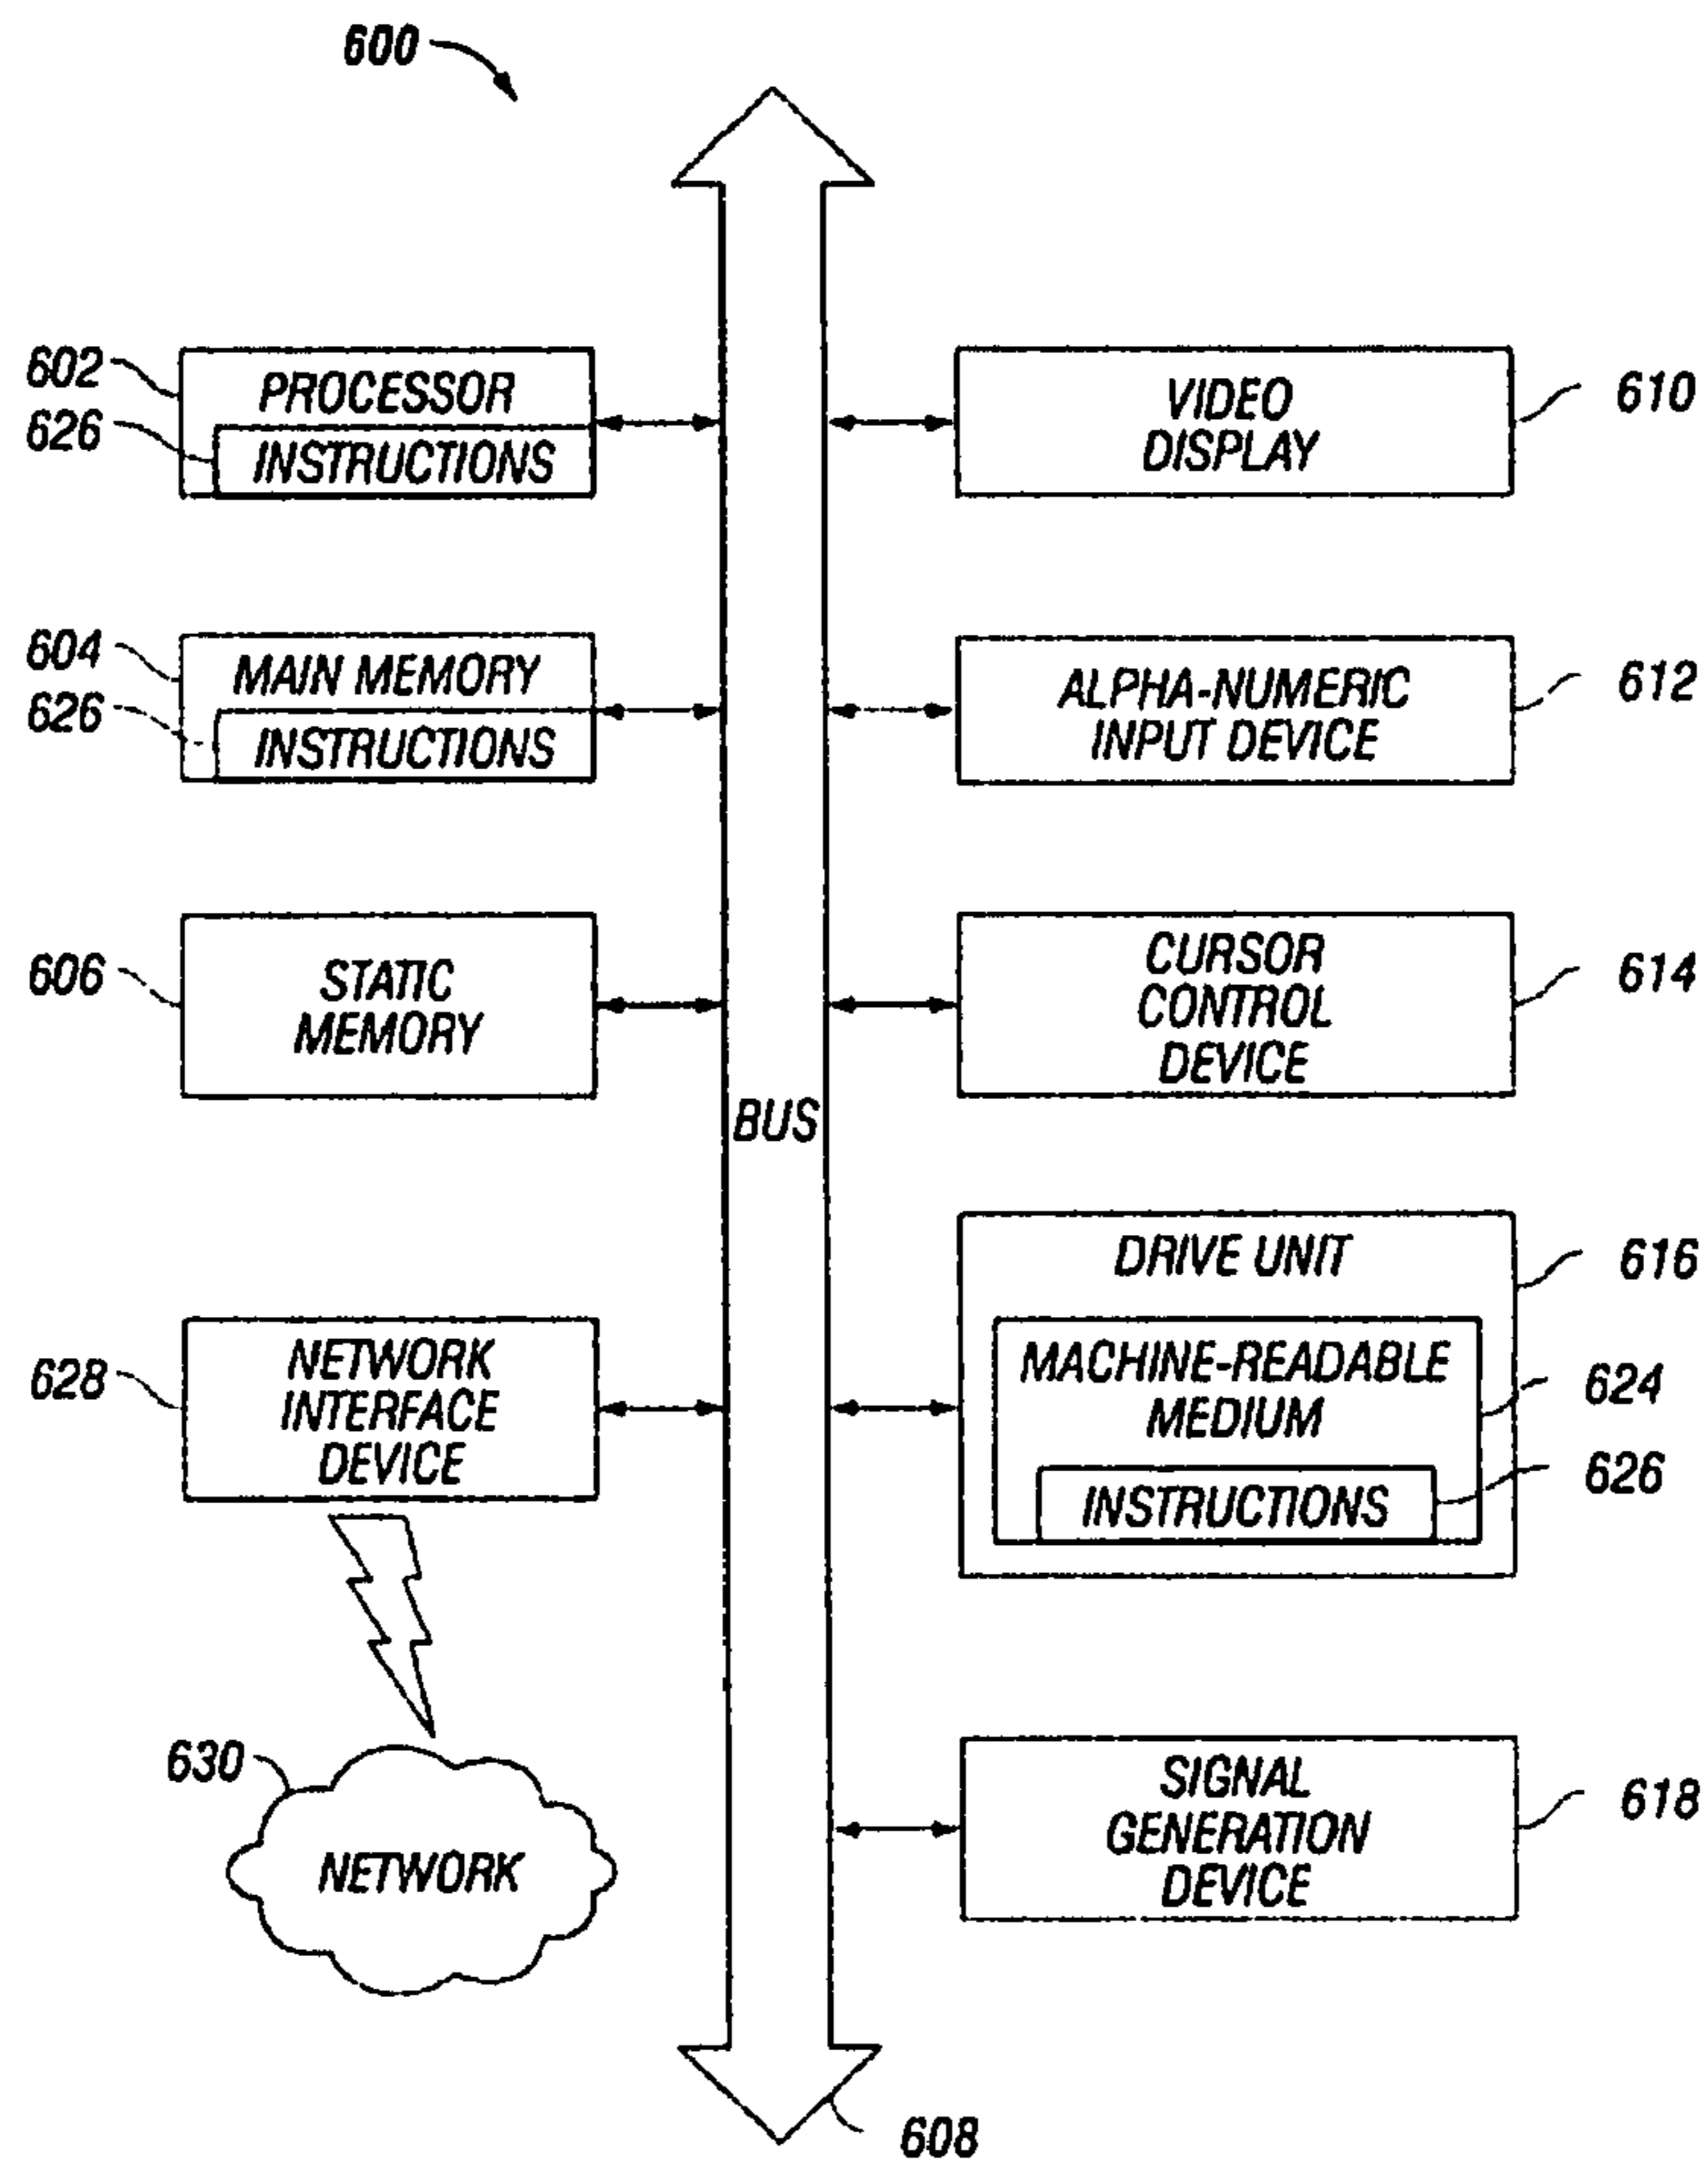 600
602
PROCESSOR
626
INSTRUCTIONS
VIDEO
DISPLAY
610
604
MAIN MEMORY
626
INSTRUCTIONS
ALPHA-NUMERIC
INPUT DEVICE
612
606
STATIC
MEMORY
CURSOR
CONTROL
DEVICE
614
BUS
628
NETWORK
INTERFACE
DEVICE
DRIVE UNIT
616
MACHINE-READABLE
MEDIUM
624
INSTRUCTIONS
626
630
NETWORK
SIGNAL
GENERATION
DEVICE
618
608